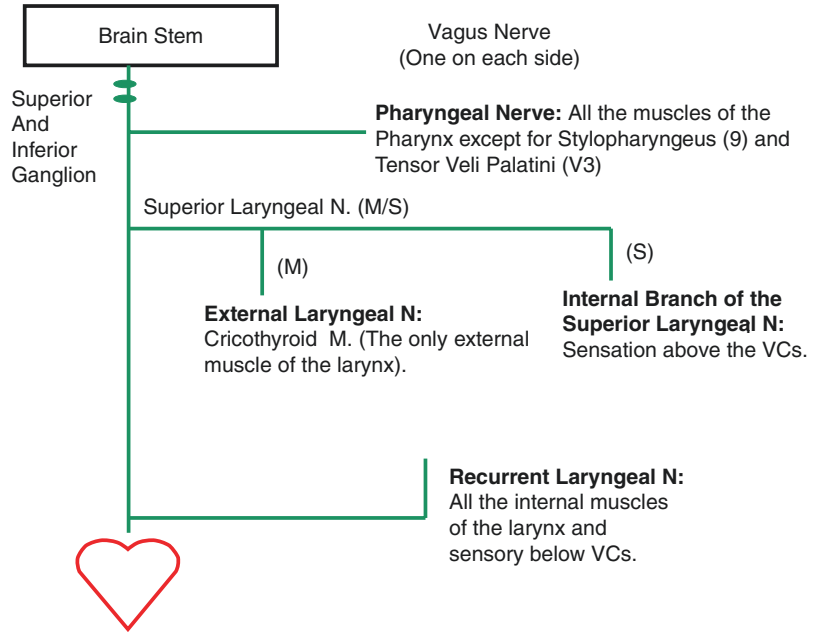 Brain Stem
Vagus Nerve
(One on each side)
Superior
And
Inferior
Ganglion
Pharyngeal Nerve: All the muscles of the
Pharynx except for Stylopharyngeus (9) and
Tensor Veli Palatini (V3)
Superior Laryngeal N. (M/S)
(M)
(S)
External Laryngeal N:
Cricothyroid M. (The only external
muscle of the larynx).
Internal Branch of the
Superior Laryngeal N:
Sensation above the VCs.
Recurrent Laryngeal N:
All the internal muscles
of the larynx and
sensory below VCs.